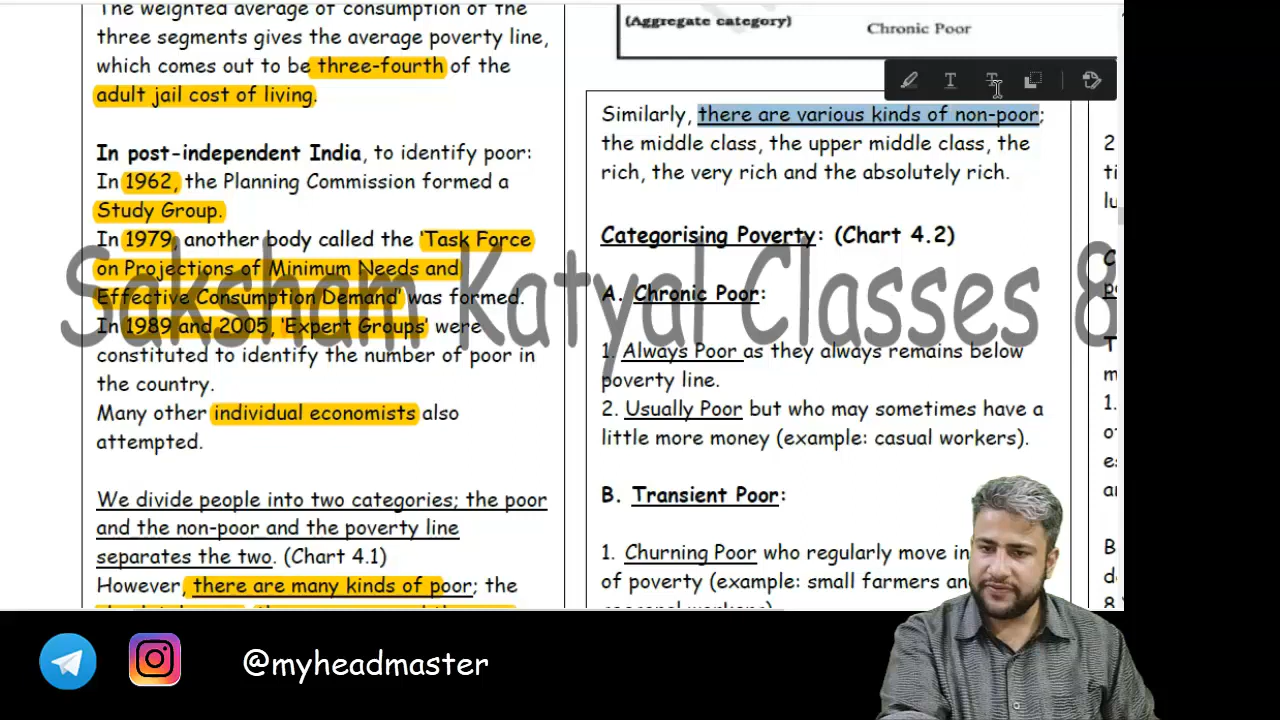 The weighted average of consumption of the
three segments gives the average poverty line,
which comes out to be three-fourth of the
adult jail cost of living.
In post-independent India, to identify poor:
In 1962, the Planning Commission formed a
Study Group.
In 1979, another body called the 'Task Force
on Projections of Minimum Needs and
Effective Consumption Demand' was formed.
In 1989 and 2005, 'Expert Groups' were
constituted to identify the number of poor in
the country.
Many other individual economists also
attempted.
We divide people into two categories; the poor
and the non-poor and the poverty line
separates the two. (Chart 4.1)
However, there are many kinds of poor; the
(Aggregate category)
Chronic Poor
Similarly, there are various kinds of non-poor;
the middle class, the upper middle class, the
rich, the very rich and the absolutely rich.
Categorising Poverty: (Chart 4.2)
A. Chronic Poor:
1. Always Poor as they always remains below
poverty line.
2. Usually Poor but who may sometimes have a
little more money (example: casual workers).
B. Transient Poor:
1. Churning Poor who regularly move in
of poverty (example: small farmers an
2
ti
lu
T
m
1.
o
e
a
B
d
8
Saksham Katyal Classes 8
@myheadmaster